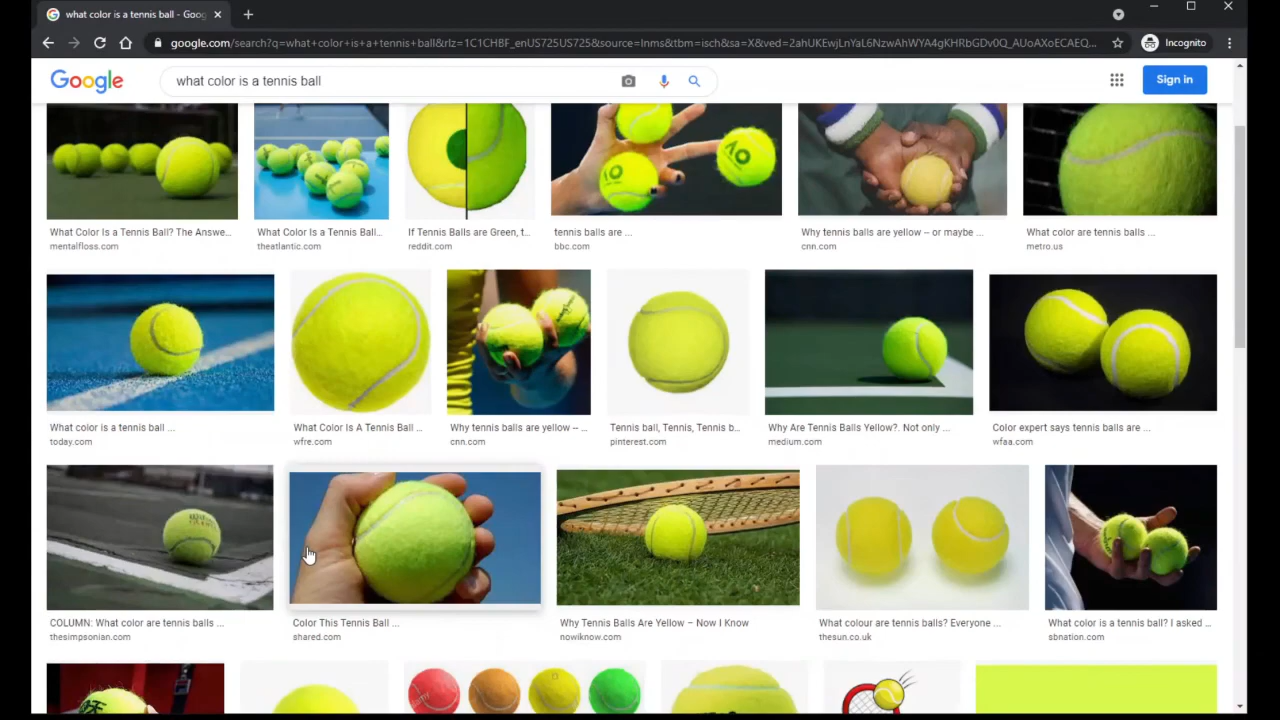 what color is a tennis ball - Goog
google.com/search?q=what+color+is+a+tennis+ball&rlz=1C1CHBF_enUS725US725&source=lnms&tbm=isch&sa=X&ved=2ahUKEwjLnYaL6NzwAhWYA4gKHRbGDv0Q_AUoAXoECAEQ...
Incognito
Google
what color is a tennis ball
Sign in
What Color Is a Tennis Ball? The Answe...
What Color Is a Tennis Ball...
If Tennis Balls are Green, t...
tennis balls are ...
Why tennis balls are yellow – or maybe ...
What color are tennis balls ...
mentalfloss.com
theatlantic.com
reddit.com
bbc.com
cnn.com
metro.us
What color is a tennis ball ...
What Color Is A Tennis Ball ...
Why tennis balls are yellow -- ...
Tennis ball, Tennis, Tennis b...
Why Are Tennis Balls Yellow?. Not only ...
Color expert says tennis balls are ...
today.com
wfre.com
cnn.com
pinterest.com
medium.com
wfaa.com
COLUMN: What color are tennis balls ...
Color This Tennis Ball ...
Why Tennis Balls Are Yellow – Now I Know
What colour are tennis balls? Everyone ...
What color is a tennis ball? I asked ...
thesimpsonian.com
shared.com
nowiknow.com
thesun.co.uk
sbnation.com